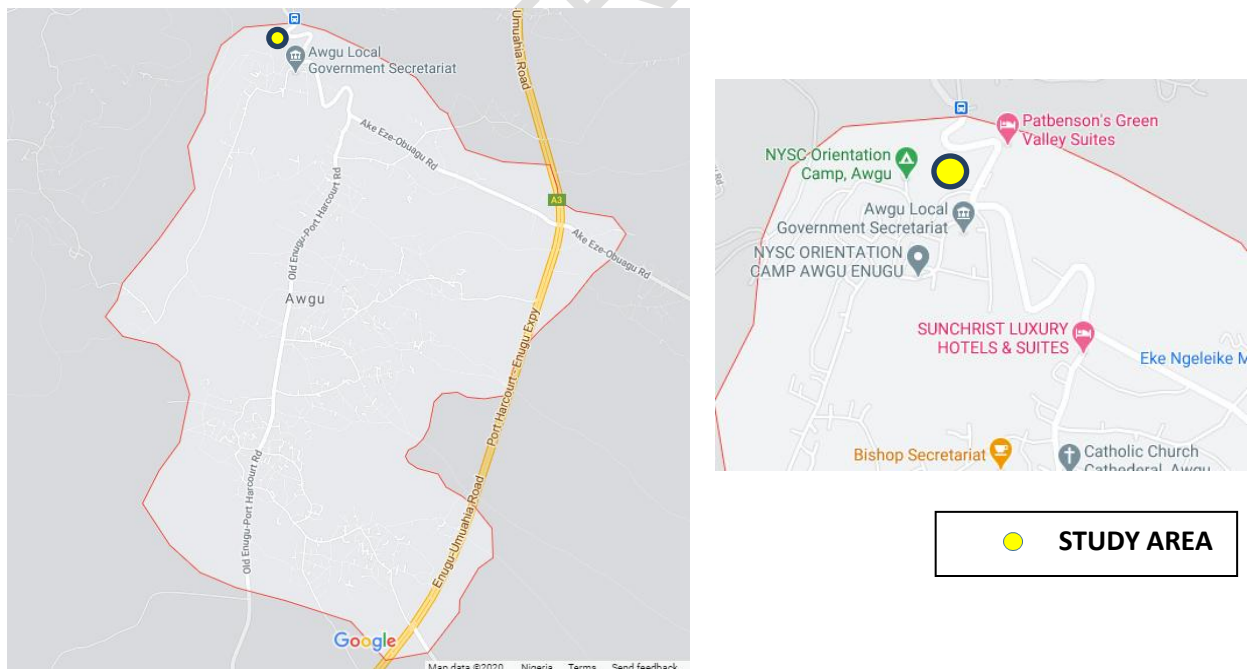 Umuahia Road
Awgu Local
Government Secretariat
Ake Eze-Obuagu Rd
Old Enugu-Port Harcourt Rd
A3
Ake Eze-Obuagu Rd
Awgu
Port Harcourt - Enugu Expy
Old Enugu-Port Harcourt Rd
Enugu-Umuahia Road
Google
Map data ©2020 Nigeria Terms Send feedback
Patbenson's Green
Valley Suites
NYSC Orientation
Camp, Awgu
Awgu Local
Government Secretariat
NYSC ORIENTATION
CAMP AWGU ENUGU
SUNCHRIST LUXURY
HOTELS & SUITES
Eke Ngeleike M
Bishop Secretariat
Catholic Church
Cathederal, Awgu
STUDY AREA